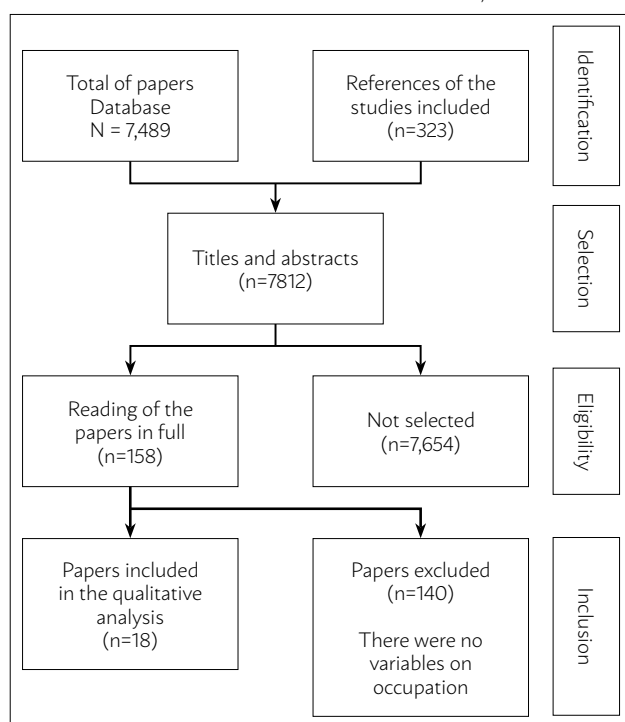 Total of papers
Database
N = 7,489
References of the
studies included
(n=323)
Identification
Titles and abstracts
(n=7812)
Selection
Reading of the
papers in full
(n=158)
Not selected
(n=7,654)
Eligibility
Papers included
in the qualitative
analysis
(n=18)
Papers excluded
(n=140)
There were no
variables on
occupation
Inclusion